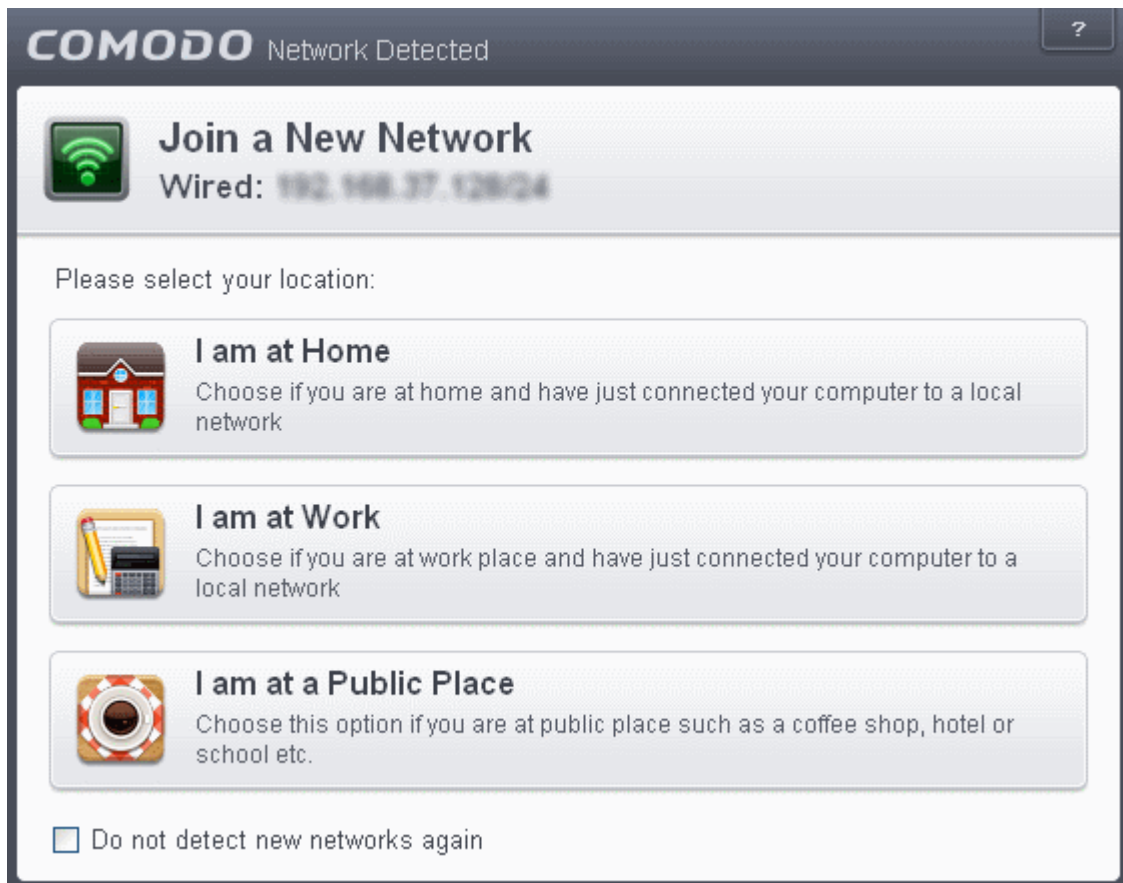 COMODO Network Detected
?
Join a New Network
Wired:
Please select your location:
I am at Home
Choose if you are at home and have just connected your computer to a local
network
I am at Work
Choose if you are at work place and have just connected your computer to a
local network
I am at a Public Place
Choose this option if you are at public place such as a coffee shop, hotel or
school etc.
Do not detect new networks again